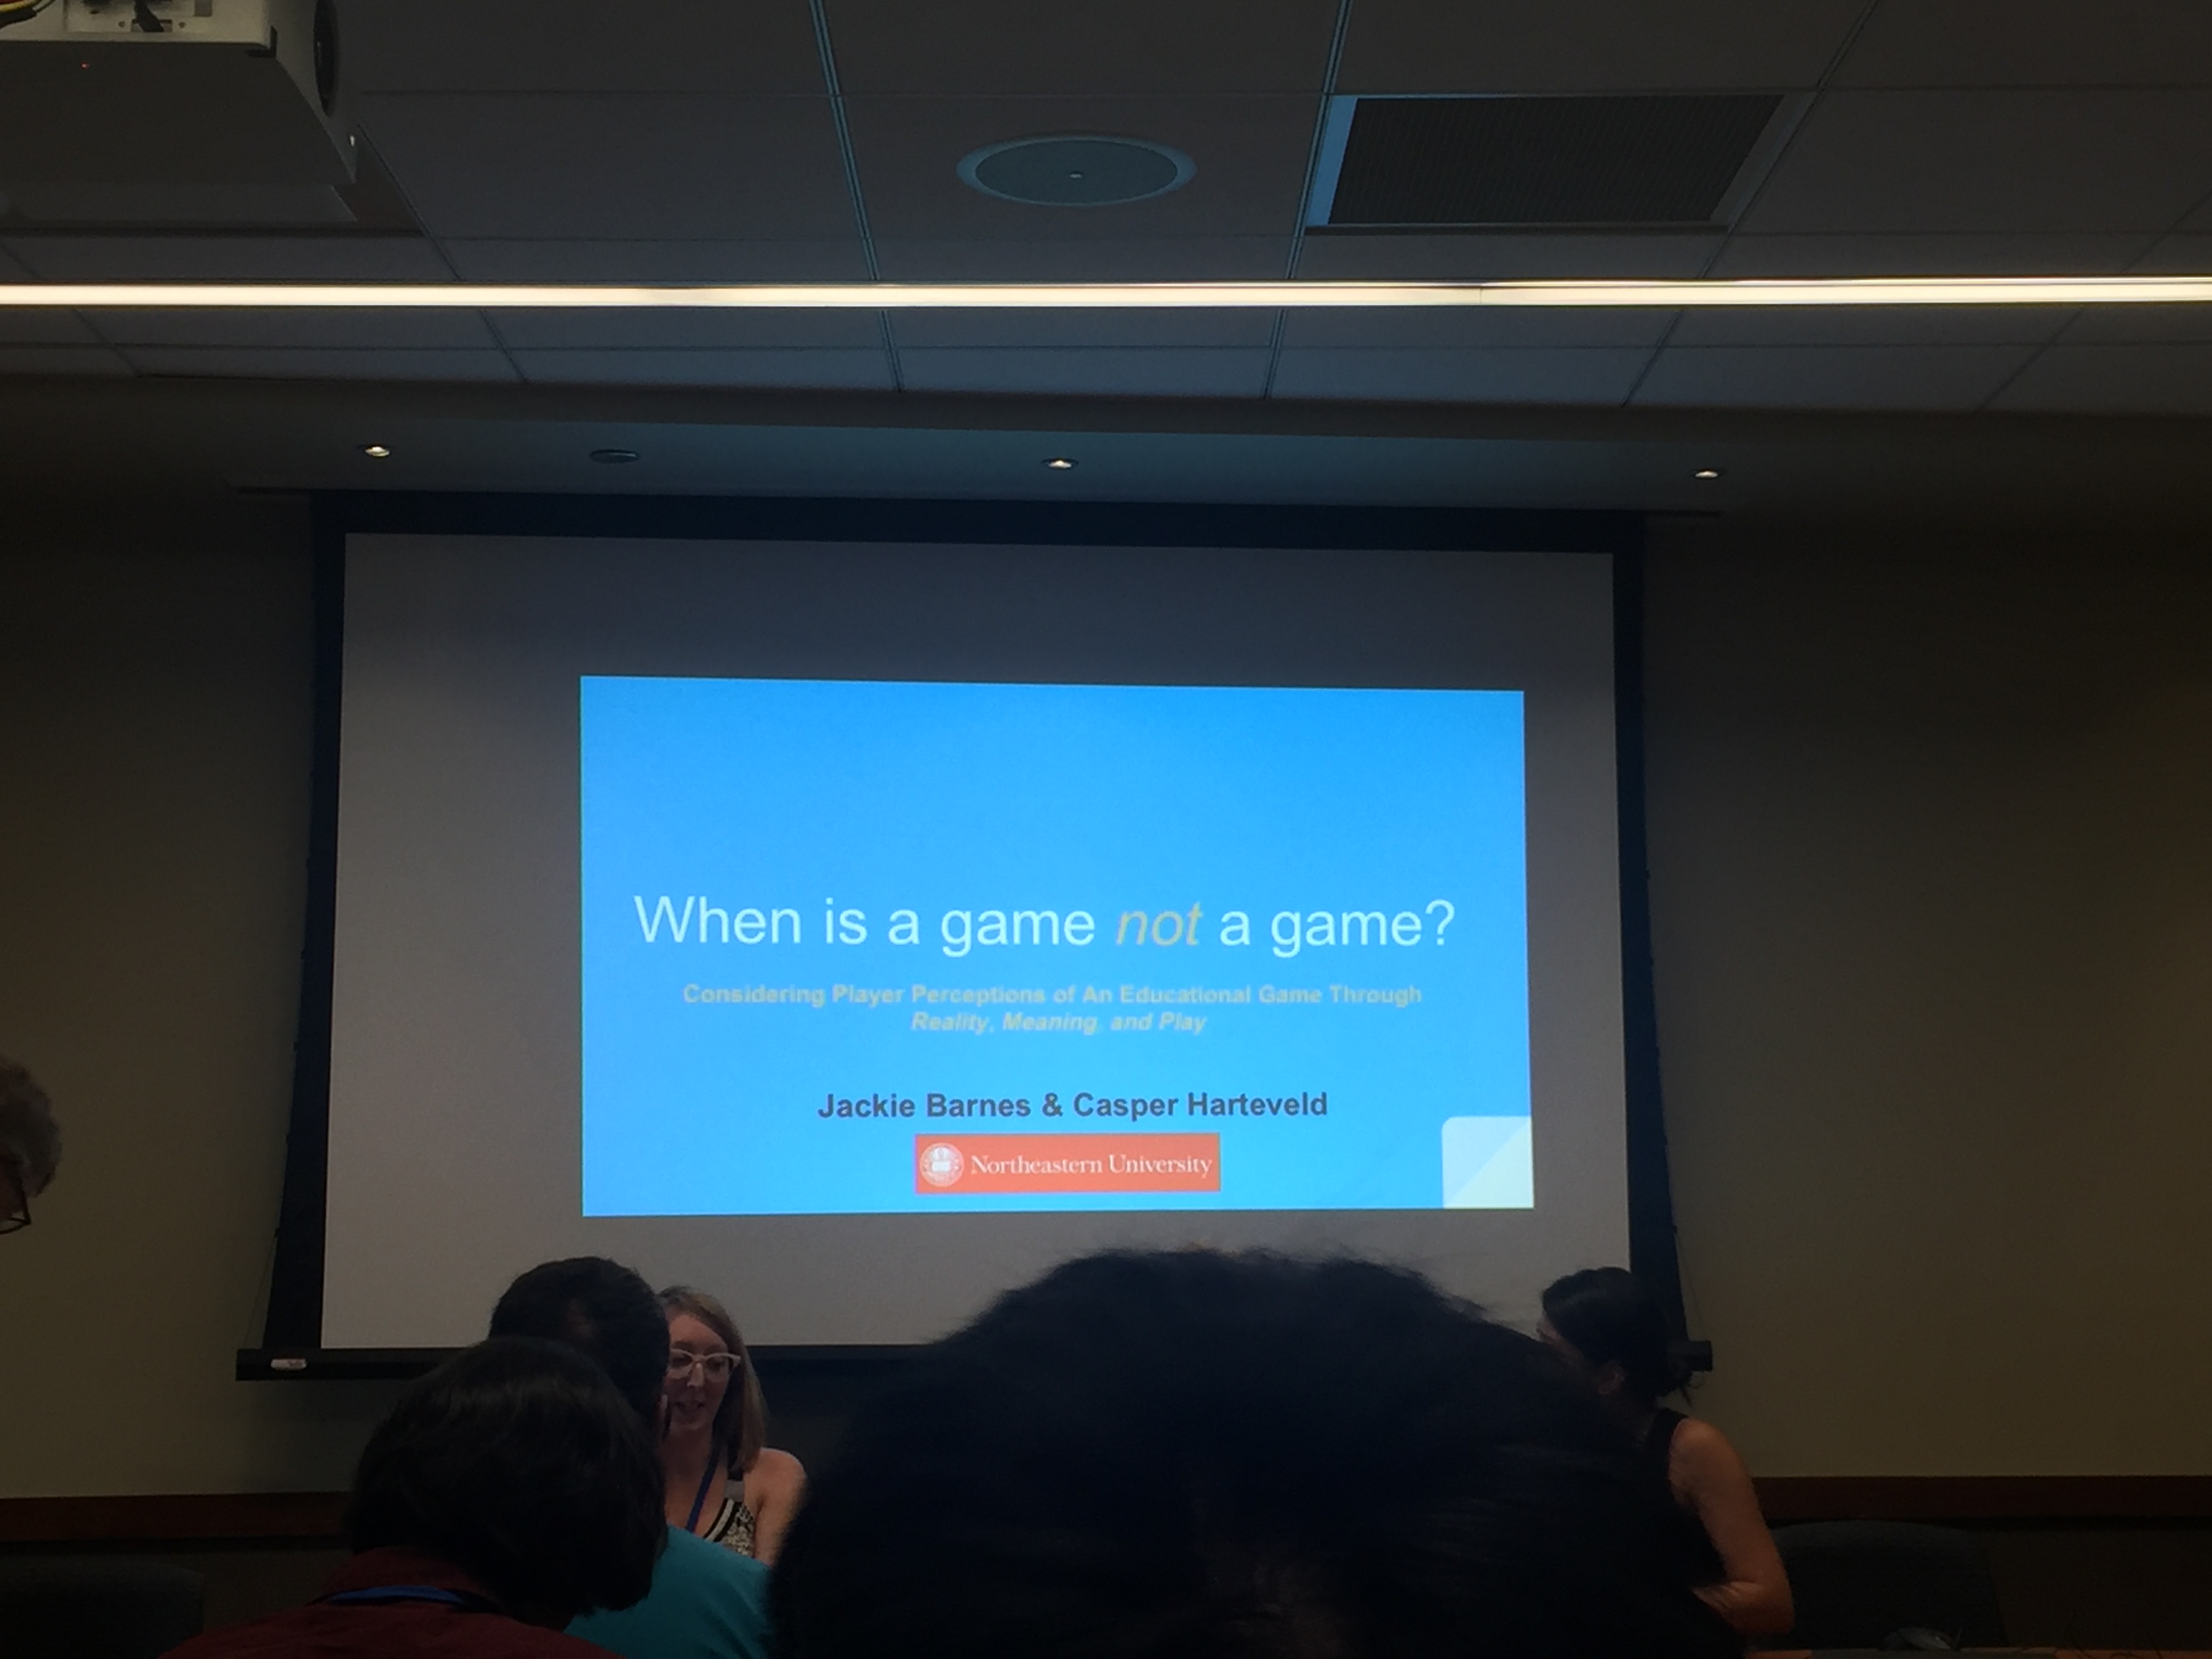 When is a game not a game?
Considering Player Perceptions of An Educational Game Through
Reality, Meaning, and Play
Jackie Barnes & Casper Harteveld
Northeastern University